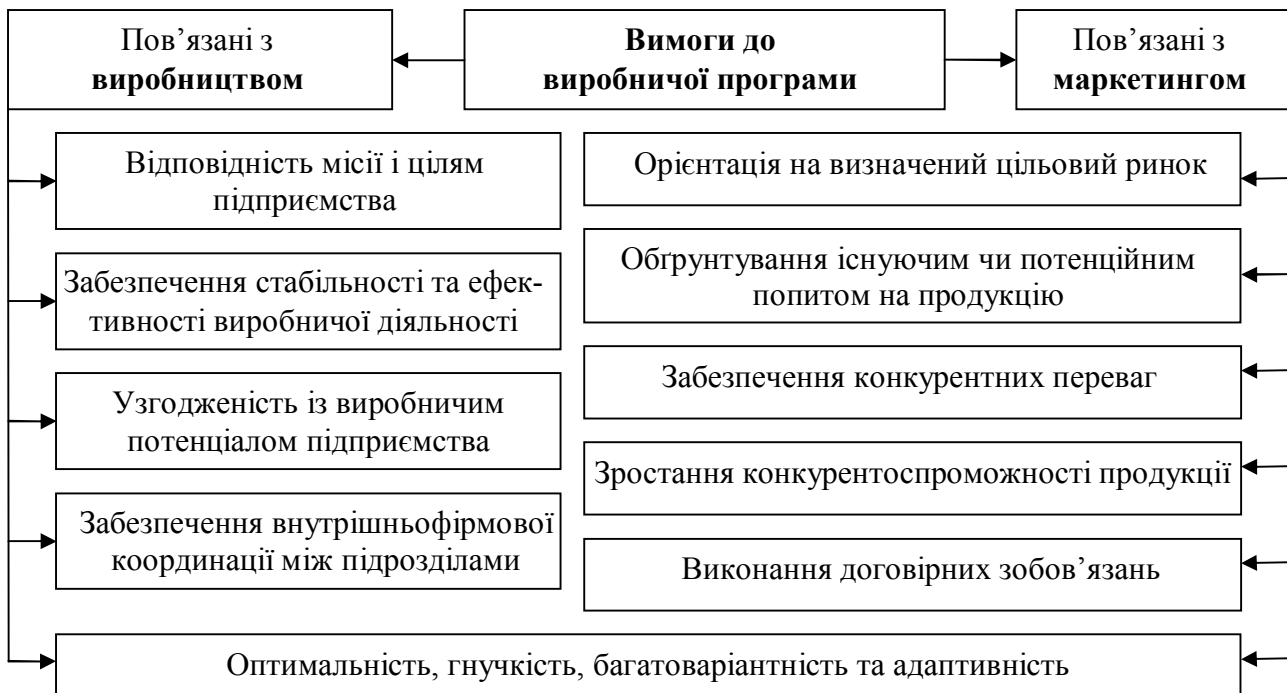 Пов’язані з
виробництвом
Вимоги до
виробничої програми
Пов’язані з
маркетингом
Відповідність місії і цілям
підприємства
Забезпечення стабільності та ефек-
тивності виробничої діяльності
Узгодженість із виробничим
потенціалом підприємства
Забезпечення внутрішньофірмової
координації між підрозділами
Орієнтація на визначений цільовий ринок
Обґрунтування існуючим чи потенційним
попитом на продукцію
Забезпечення конкурентних переваг
Зростання конкурентоспроможності продукції
Виконання договірних зобов’язань
Оптимальність, гнучкість, багатоваріантність та адаптивність